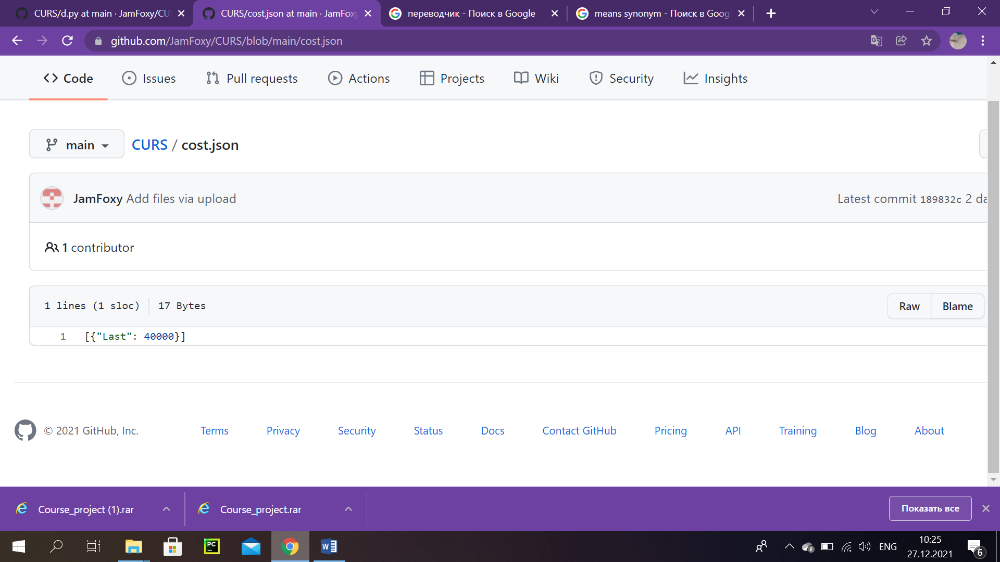 CURS/d.py at main · JamFoxy/CU
CURS/cost.json at main · JamFoxy
переводчик - Поиск в Google
means synonym - Поиск в Goog
github.com/JamFoxy/CURS/blob/main/cost.json
Code Issues Pull requests Actions Projects Wiki Security Insights
main CURS / cost.json
JamFoxy Add files via upload Latest commit 189832c 2 da
1 contributor
1 lines (1 sloc) 17 Bytes Raw Blame
1 [{"Last": 40000}]
© 2021 GitHub, Inc. Terms Privacy Security Status Docs Contact GitHub Pricing API Training Blog About
Course_project (1).rar Course_project.rar Показать все
PC W ENG 10:25
27.12.2021 6